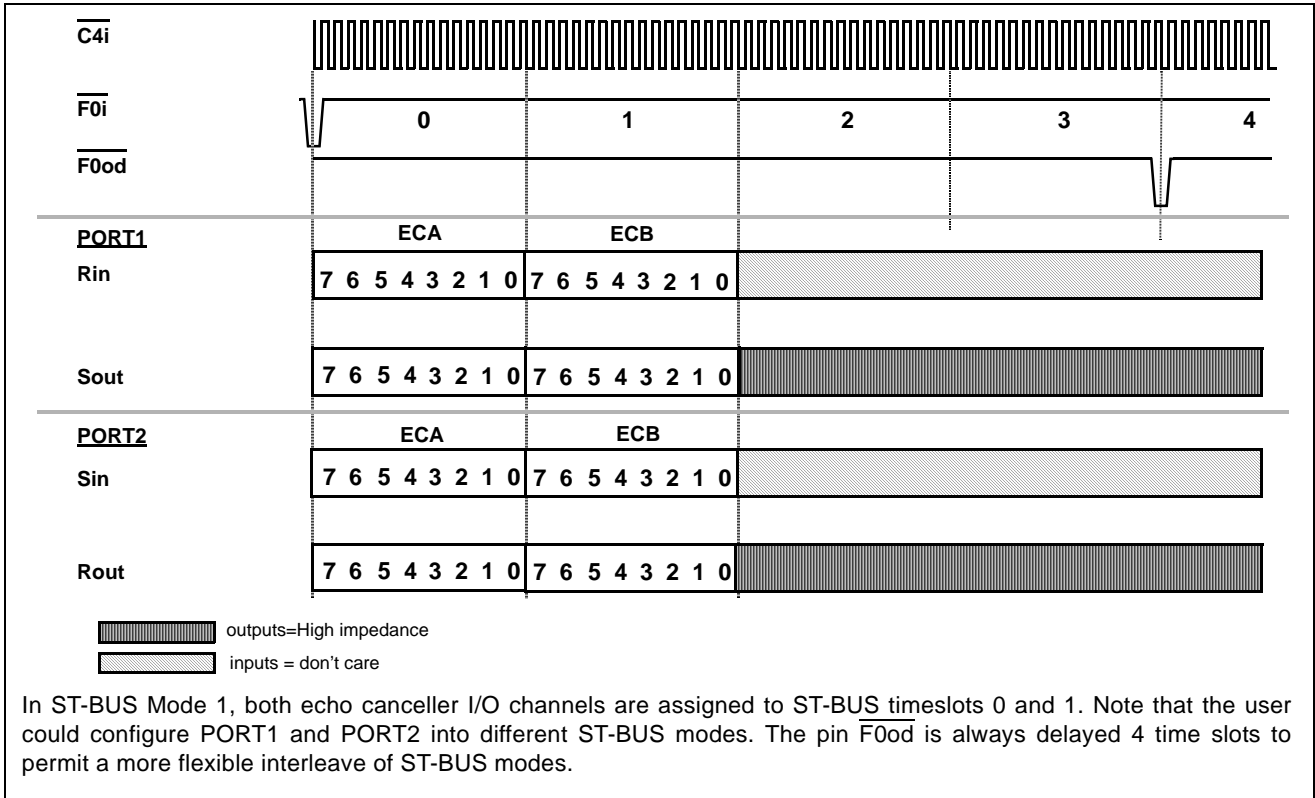 C4i
F0i
0 1 2 3 4
F0od
PORT1
ECA ECB
Rin
7 6 5 4 3 2 1 0 7 6 5 4 3 2 1 0
Sout
7 6 5 4 3 2 1 0 7 6 5 4 3 2 1 0
PORT2
ECA ECB
Sin
7 6 5 4 3 2 1 0 7 6 5 4 3 2 1 0
Rout
7 6 5 4 3 2 1 0 7 6 5 4 3 2 1 0
outputs=High impedance
inputs = don't care
In ST-BUS Mode 1, both echo canceller I/O channels are assigned to ST-BUS timeslots 0 and 1. Note that the user
could configure PORT1 and PORT2 into different ST-BUS modes. The pin F0od is always delayed 4 time slots to
permit a more flexible interleave of ST-BUS modes.